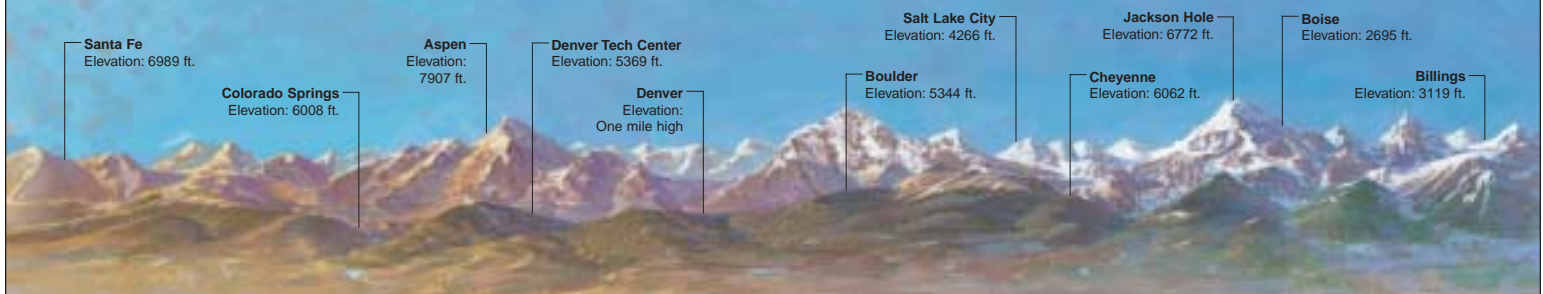 Santa Fe
Elevation: 6989 ft.
Colorado Springs
Elevation: 6008 ft.
Aspen
Elevation:
7907 ft.
Denver Tech Center
Elevation: 5369 ft.
Denver
Elevation:
One mile high
Boulder
Elevation: 5344 ft.
Salt Lake City
Elevation: 4266 ft.
Cheyenne
Elevation: 6062 ft.
Jackson Hole
Elevation: 6772 ft.
Boise
Elevation: 2695 ft.
Billings
Elevation: 3119 ft.